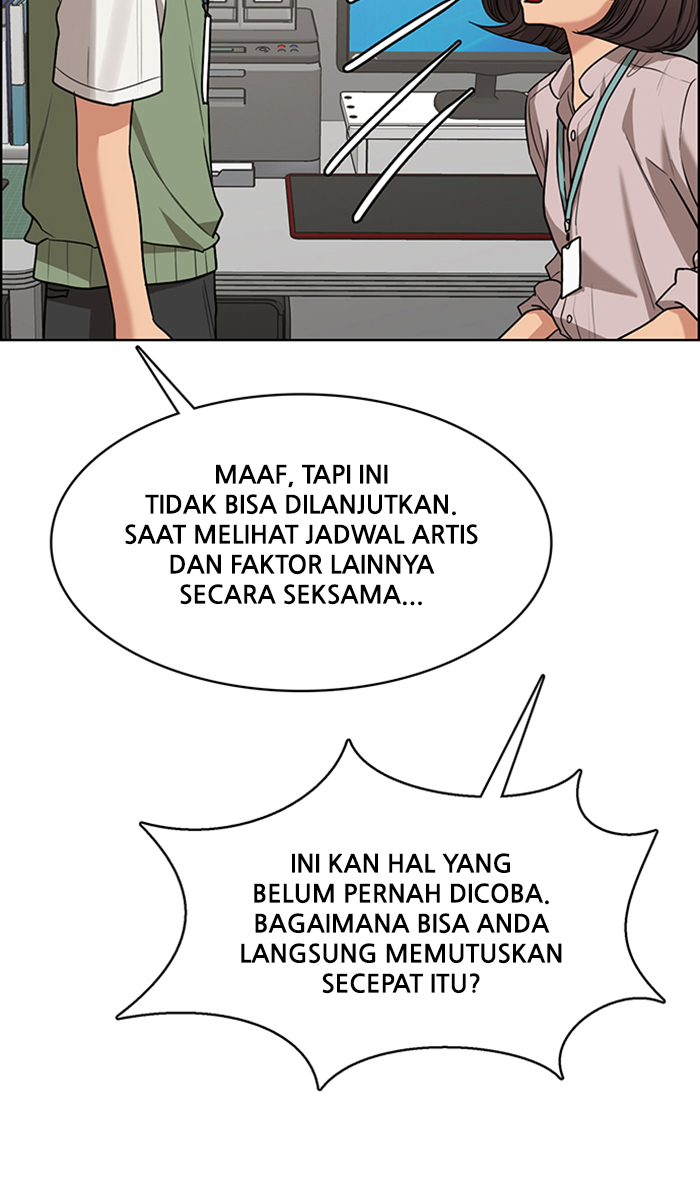 MAAF, TAPI INI
TIDAK BISA DILANJUTKAN.
SAAT MELIHAT JADWAL ARTIS
DAN FAKTOR LAINNYA
SECARA SEKSAMA...
INI KAN HAL YANG
BELUM PERNAH DICOBA.
BAGAIMANA BISA ANDA
LANGSUNG MEMUTUSKAN
SECEPAT ITU?